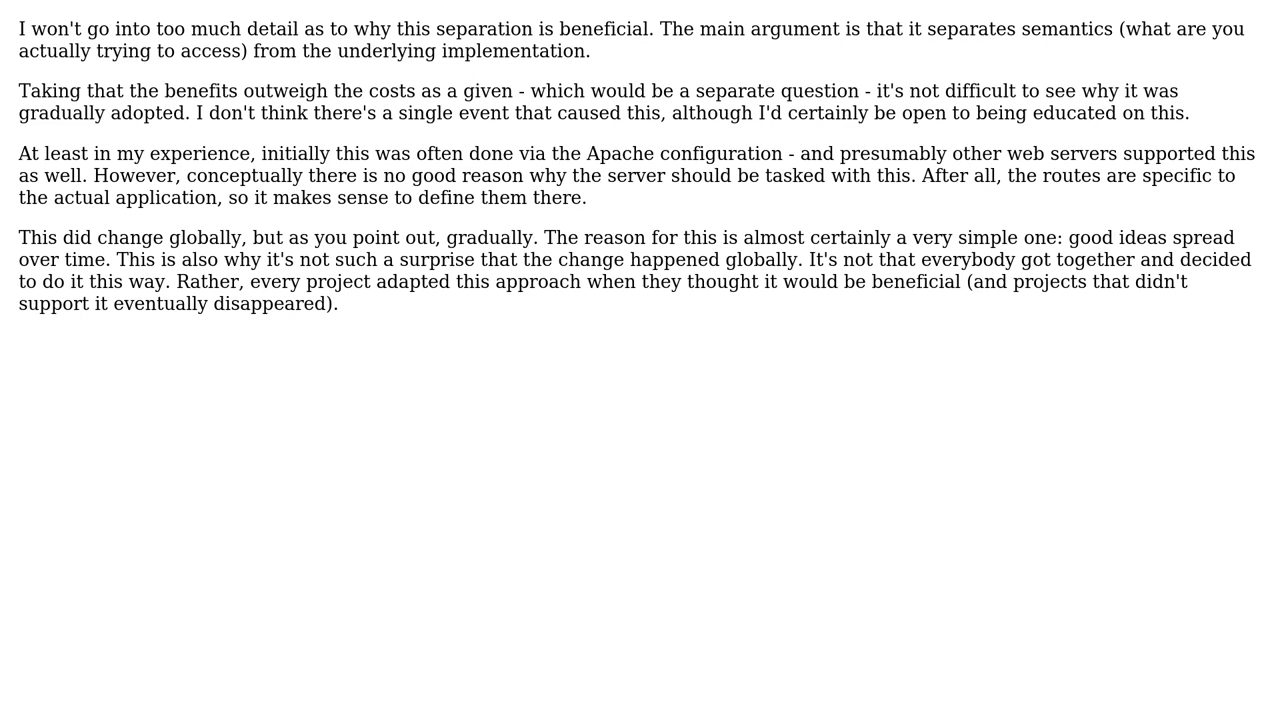 I won't go into too much detail as to why this separation is beneficial. The main argument is that it separates semantics (what are you
actually trying to access) from the underlying implementation.
Taking that the benefits outweigh the costs as a given - which would be a separate question - it's not difficult to see why it was
gradually adopted. I don't think there's a single event that caused this, although I'd certainly be open to being educated on this.
At least in my experience, initially this was often done via the Apache configuration - and presumably other web servers supported this
as well. However, conceptually there is no good reason why the server should be tasked with this. After all, the routes are specific to
the actual application, so it makes sense to define them there.
This did change globally, but as you point out, gradually. The reason for this is almost certainly a very simple one: good ideas spread
over time. This is also why it's not such a surprise that the change happened globally. It's not that everybody got together and decided
to do it this way. Rather, every project adapted this approach when they thought it would be beneficial (and projects that didn't
support it eventually disappeared).